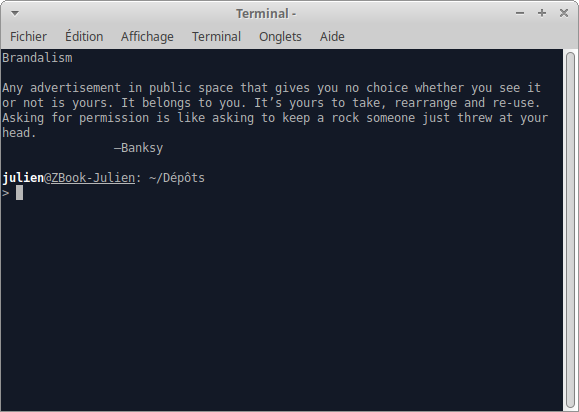 Terminal -
Fichier Édition Affichage Terminal Onglets Aide
Brandalism
Any advertisement in public space that gives you no choice whether you see it
or not is yours. It belongs to you. It’s yours to take, rearrange and re-use.
Asking for permission is like asking to keep a rock someone just threw at your
head.
—Banksy
julien@ZBook-Julien: ~/Dépôts
>